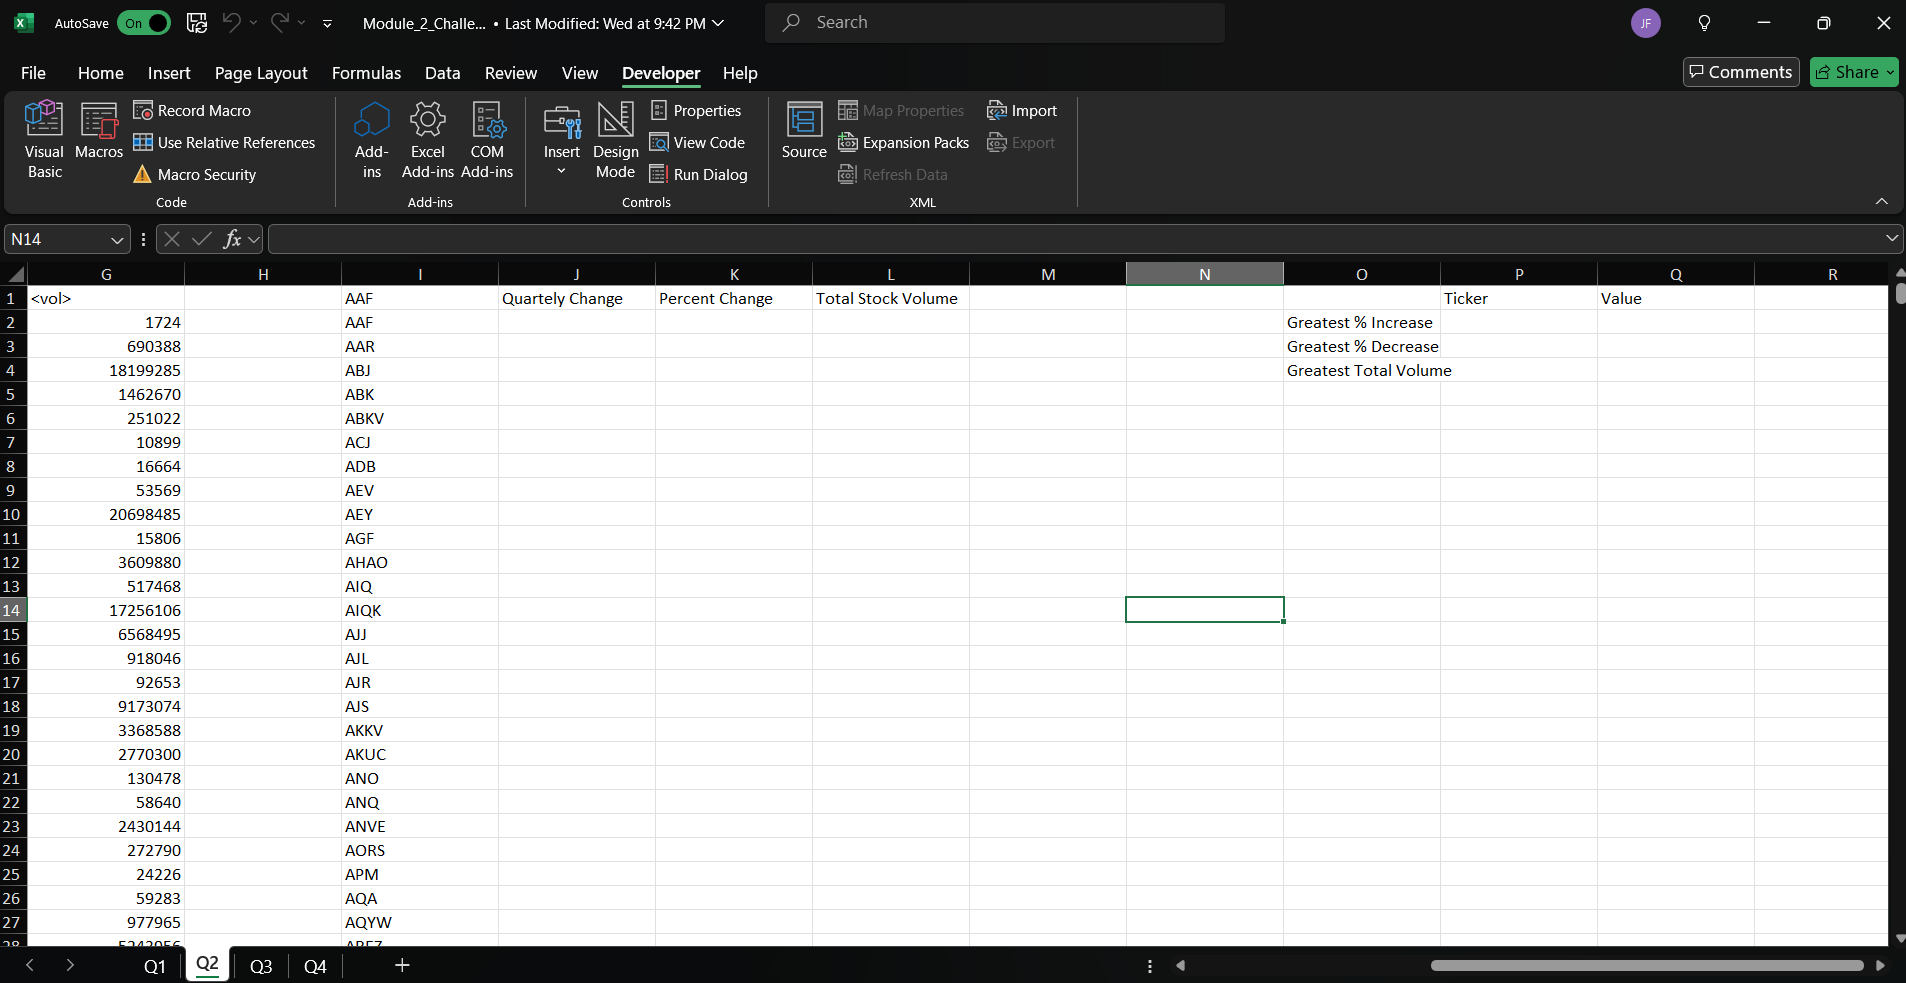 AutoSave On Module_2_Challe... • Last Modified: Wed at 9:42 PM Search JF
File Home Insert Page Layout Formulas Data Review View Developer Help Comments Share
Visual Basic
Macros
Record Macro
Use Relative References
Macro Security
Code
Add-ins
Excel Add-ins
COM Add-ins
Add-ins
Insert
Design Mode
Properties
View Code
Run Dialog
Controls
Source
Map Properties
Expansion Packs
Refresh Data
Import
Export
XML
N14 fx
G H I J K L M N O P Q R
1 <vol> AAF Quartely Change Percent Change Total Stock Volume Ticker Value
2 1724 AAF Greatest % Increase
3 690388 AAR Greatest % Decrease
4 18199285 ABJ Greatest Total Volume
5 1462670 ABK
6 251022 ABKV
7 10899 ACJ
8 16664 ADB
9 53569 AEV
10 20698485 AEY
11 15806 AGF
12 3609880 AHAO
13 517468 AIQ
14 17256106 AIQK
15 6568495 AJJ
16 918046 AJL
17 92653 AJR
18 9173074 AJS
19 3368588 AKKV
20 2770300 AKUC
21 130478 ANO
22 58640 ANQ
23 2430144 ANVE
24 272790 AORS
25 24226 APM
26 59283 AQA
27 977965 AQYW
28
Q1 Q2 Q3 Q4